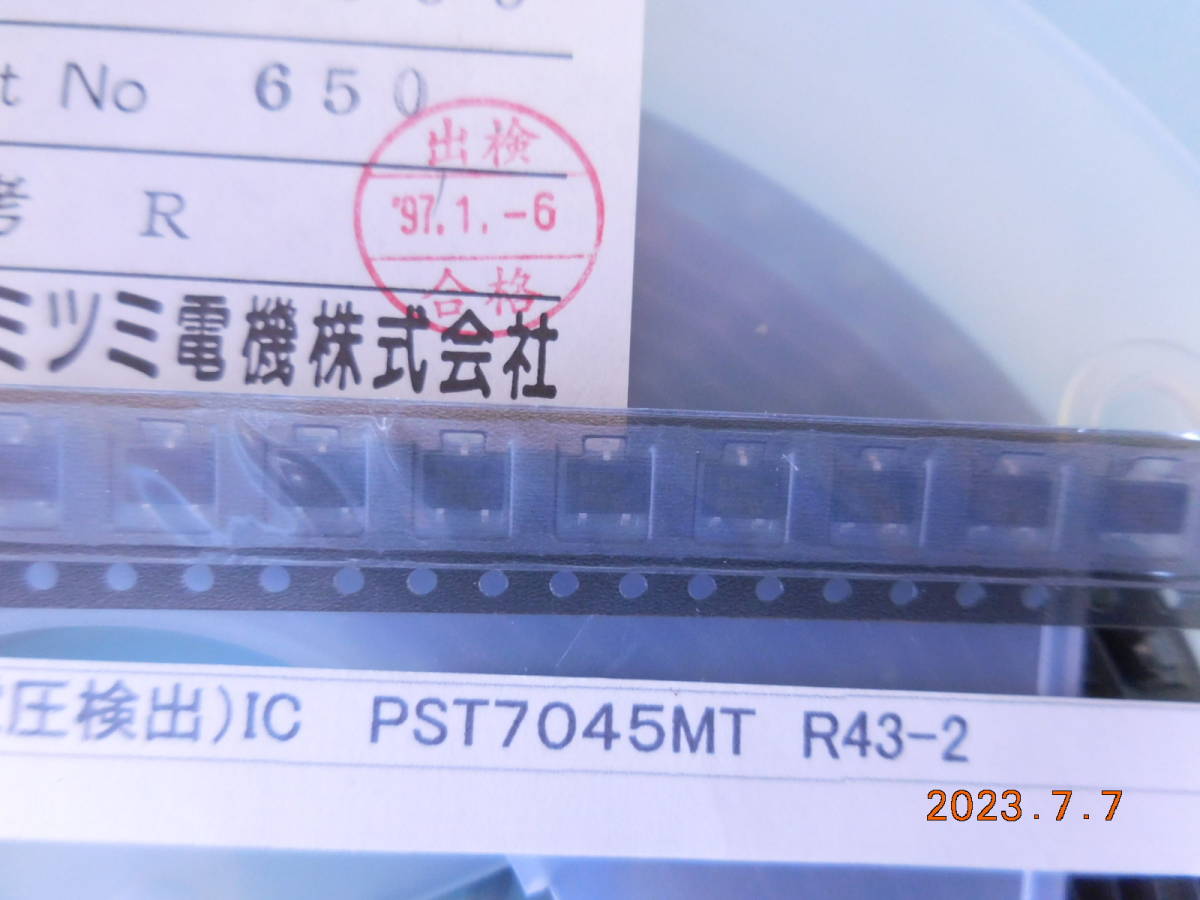 t No 650
出検
'97.1.-6
合格
考 R
ミツミ電機株式会社
圧検出)IC PST7045MT R43-2
2023.7.7